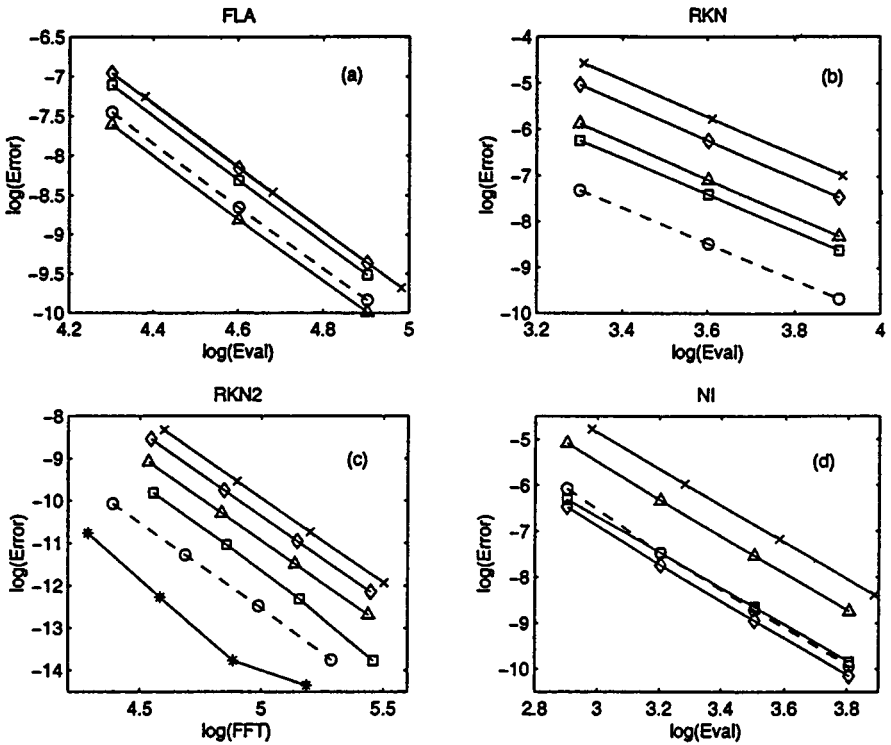 FLA
−6.5
−7
−7.5
−8
−8.5
−9
−9.5
−10
log(Error)
(a)
4.2 4.4 4.6 4.8 5
log(Eval)
RKN
−4
−5
−6
−7
−8
−9
−10
log(Error)
(b)
3.2 3.4 3.6 3.8 4
log(Eval)
RKN2
−8
−9
−10
−11
−12
−13
−14
log(Error)
(c)
4.5 5 5.5
log(FFT)
NI
−5
−6
−7
−8
−9
−10
log(Error)
(d)
2.8 3 3.2 3.4 3.6 3.8
log(Eval)